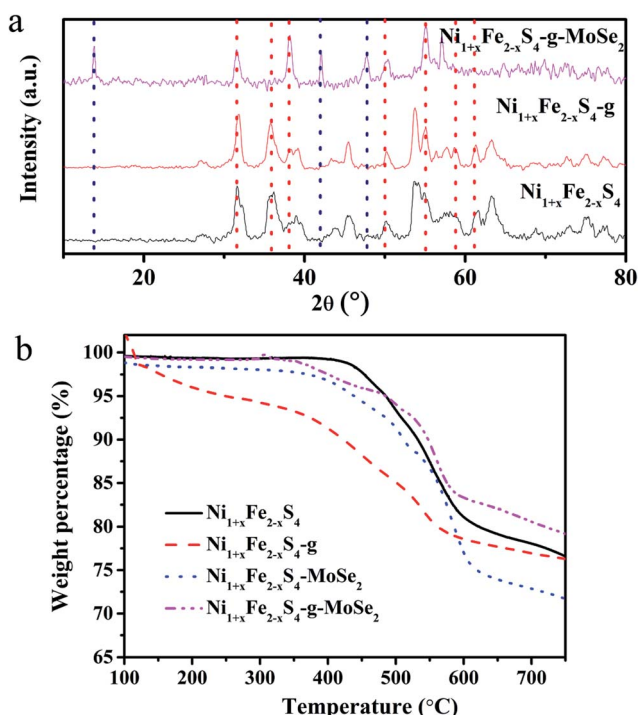 a
Intensity (a.u.)
Ni₁₊ₓFe₂₋ₓS₄-g-MoSe₂
Ni₁₊ₓFe₂₋ₓS₄-g
Ni₁₊ₓFe₂₋ₓS₄
20 40 60 80
2θ (°)
b
Weight percentage (%)
100
95
90
85
80
75
70
65
Ni₁₊ₓFe₂₋ₓS₄
Ni₁₊ₓFe₂₋ₓS₄-g
Ni₁₊ₓFe₂₋ₓS₄-MoSe₂
Ni₁₊ₓFe₂₋ₓS₄-g-MoSe₂
100 200 300 400 500 600 700
Temperature (°C)